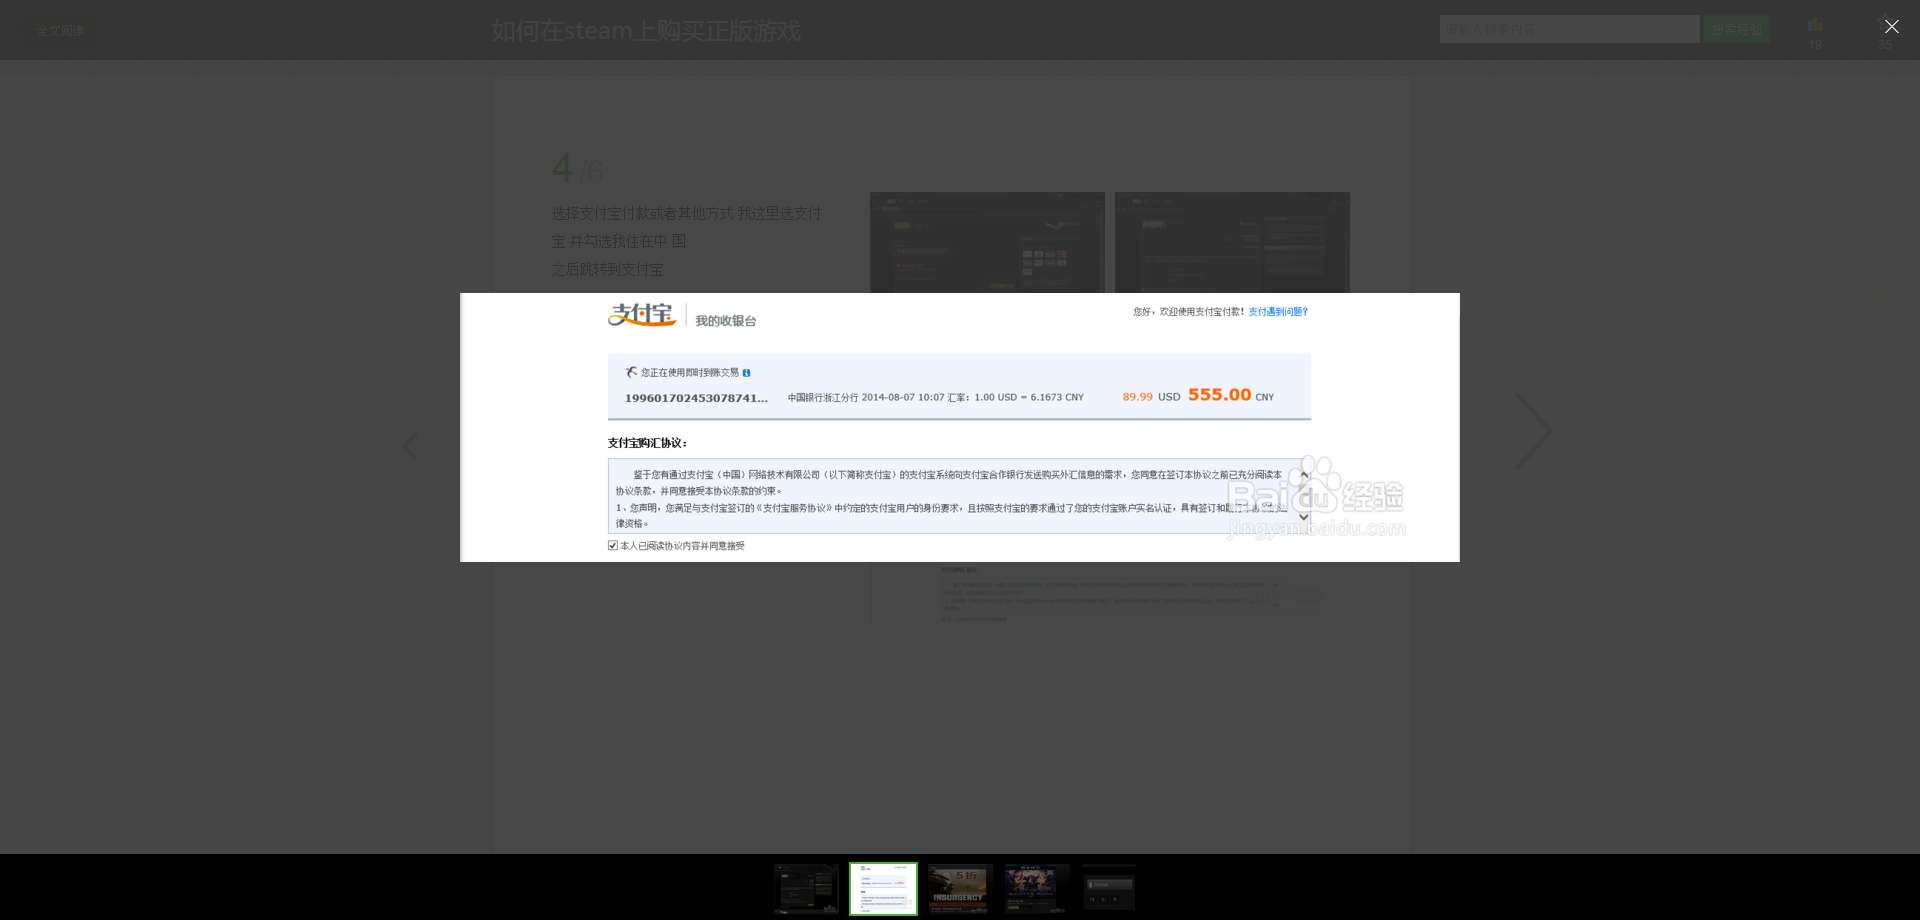 全文阅读
如何在steam上购买正版游戏
请输入搜索内容
搜索经验
19
35
4 /6
选择支付宝付款或者其他方式 我这里选支付
宝 并勾选我住在中 国
之后跳转到支付宝
支付宝 我的收银台
您好，欢迎使用支付宝付款！支付遇到问题？
您正在使用即时到账交易
199601702453078741... 中国银行浙江分行 2014-08-07 10:07 汇率：1.00 USD = 6.1673 CNY 89.99 USD 555.00 CNY
支付宝购汇协议：
鉴于您有通过支付宝（中国）网络技术有限公司（以下简称支付宝）的支付宝系统向支付宝合作银行发送购买外汇信息的需求，您同意在签订本协议之前已充分阅读本
协议条款，并同意接受本协议条款的约束。
1、您声明，您满足与支付宝签订的《支付宝服务协议》中约定的支付宝用户的身份要求，且按照支付宝的要求通过了您的支付宝账户实名认证，具有签订和履行本协议的法
律资格。
本人已阅读协议内容并同意接受
Baidu经验
jingyan.baidu.com
5折
INSURGENCY